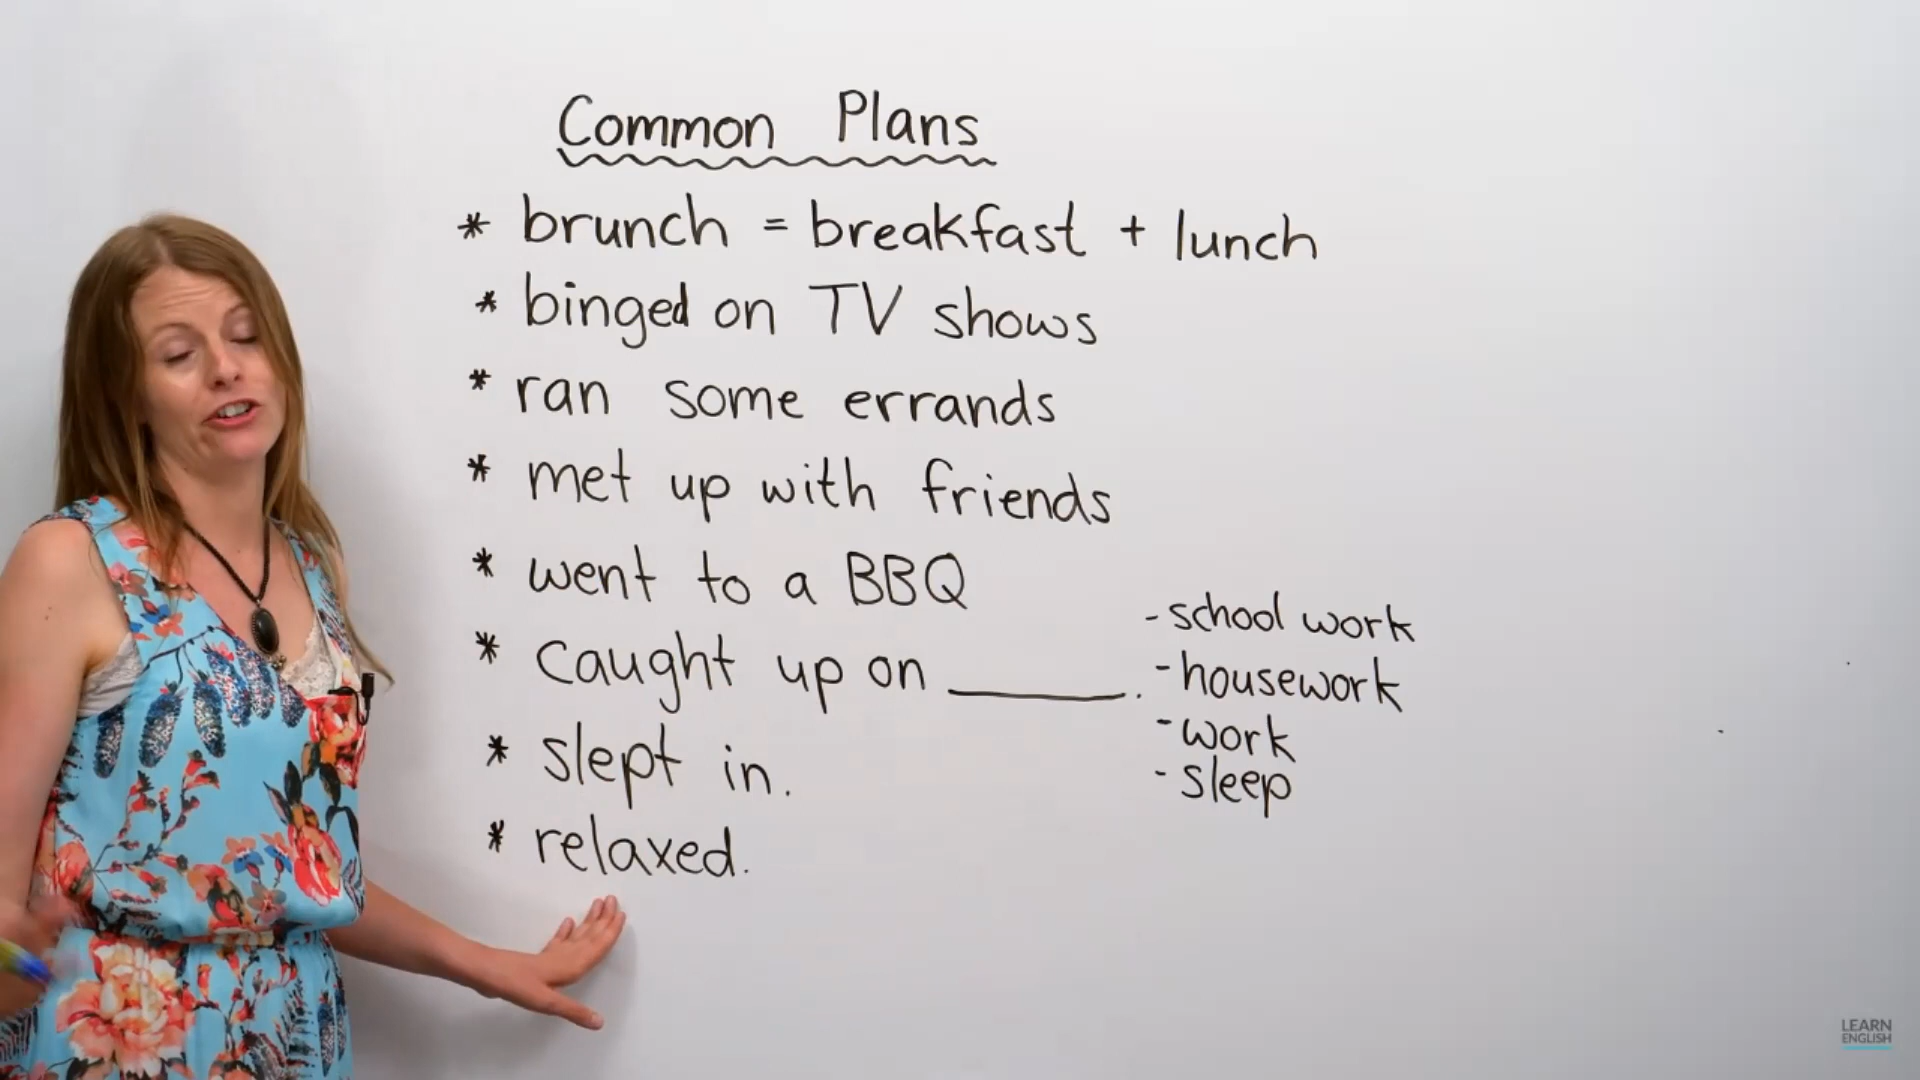 Common Plans
* brunch = breakfast + lunch
* binged on TV shows
* ran some errands
* met up with friends
* went to a BBQ
* caught up on ______.
- school work
- housework
- work
- sleep
* slept in.
* relaxed.
LEARN
ENGLISH